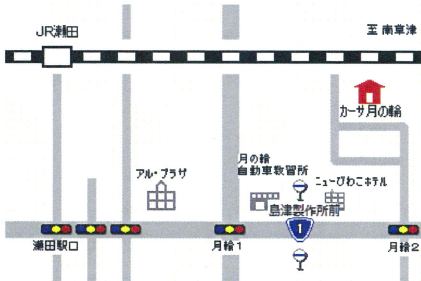 JR瀬田
至 南草津
カーサ月の輪
月の輪
自動車教習所
アル・プラザ
ニューびわこホテル
島津製作所前
1
瀬田駅口
月輪1
月輪2